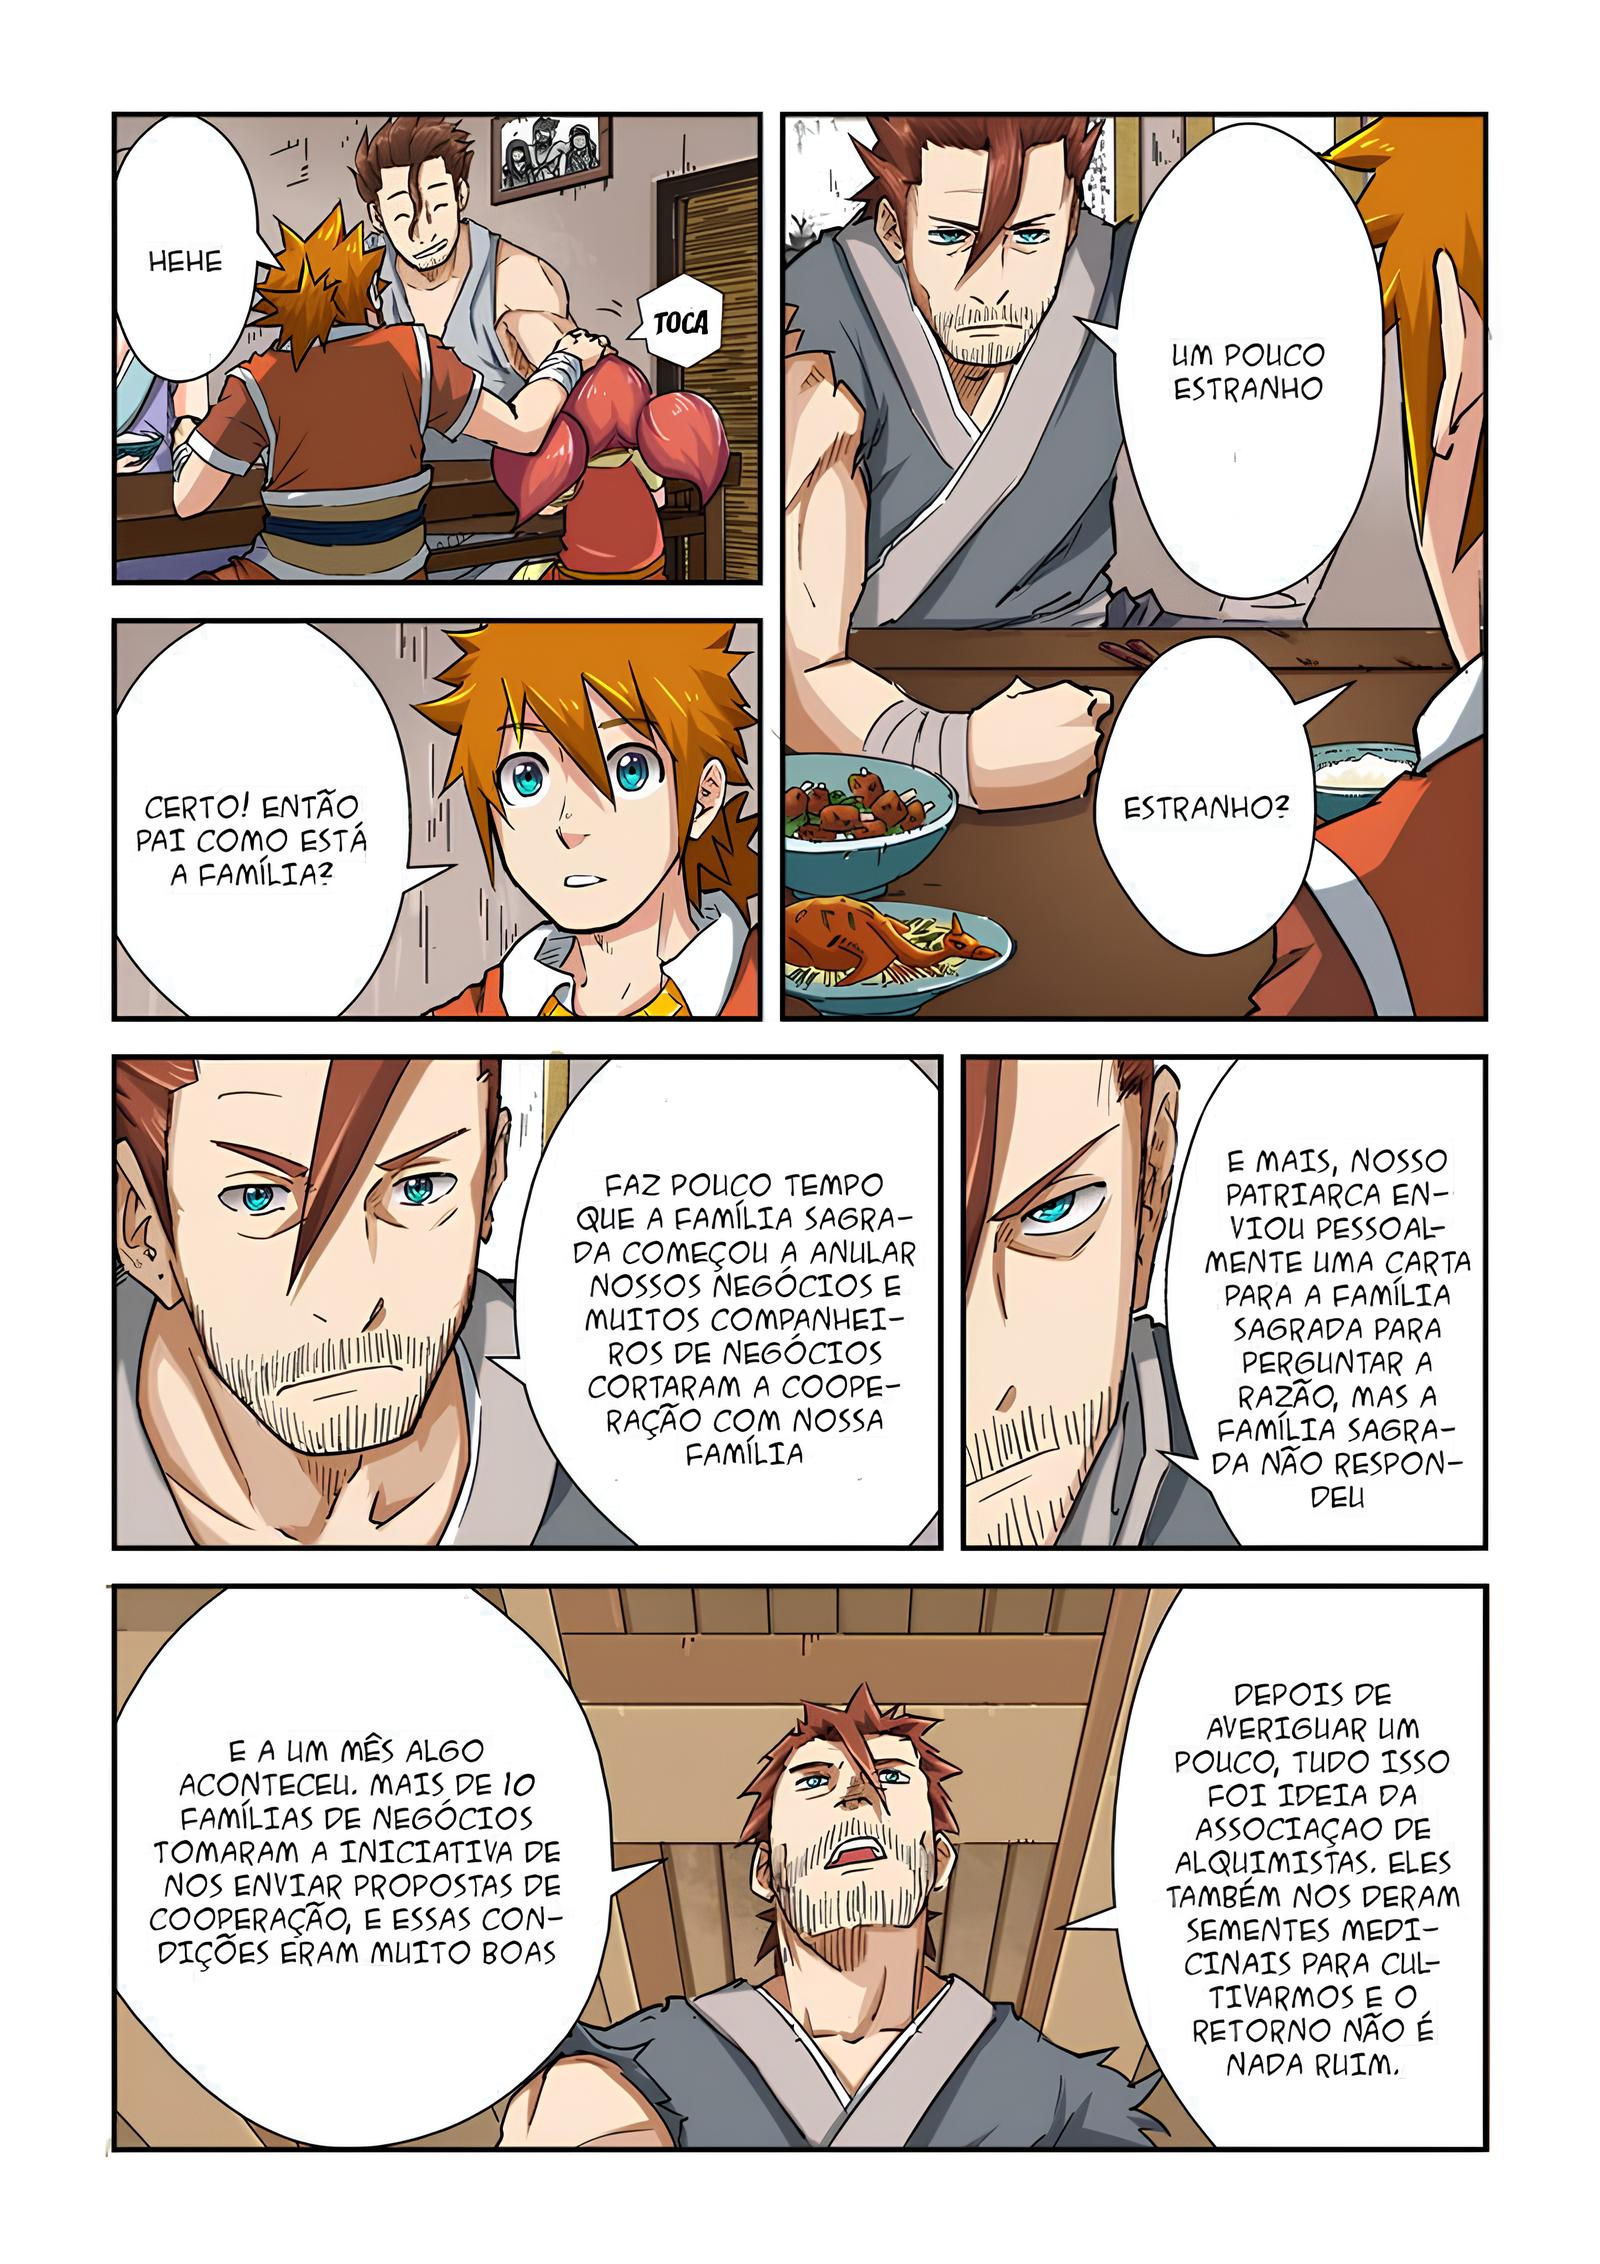 HEHE
TOCA
CERTO! ENTÃO
PAI COMO ESTÁ
A FAMÍLIA?
UM POUCO
ESTRANHO
ESTRANHO?
FAZ POUCO TEMPO
QUE A FAMÍLIA SAGRA-
DA COMEÇOU A ANULAR
NOSSOS NEGÓCIOS E
MUITOS COMPANHEI-
ROS DE NEGÓCIOS
CORTARAM A COOPE-
RAÇÃO COM NOSSA
FAMÍLIA
E MAIS, NOSSO
PATRIARCA EN-
VIOU PESSOAL-
MENTE UMA CARTA
PARA A FAMÍLIA
SAGRADA PARA
PERGUNTAR A
RAZÃO, MAS A
FAMÍLIA SAGRA-
DA NÃO RESPON-
DEU
E A UM MÊS ALGO
ACONTECEU. MAIS DE 10
FAMÍLIAS DE NEGÓCIOS
TOMARAM A INICIATIVA DE
NOS ENVIAR PROPOSTAS DE
COOPERAÇÃO, E ESSAS CON-
DIÇÕES ERAM MUITO BOAS
DEPOIS DE
AVERIGUAR UM
POUCO, TUDO ISSO
FOI IDEIA DA
ASSOCIAÇAO DE
ALQUIMISTAS. ELES
TAMBÉM NOS DERAM
SEMENTES MEDI-
CINAIS PARA CUL-
TIVARMOS E O
RETORNO NÃO É
NADA RUIM.